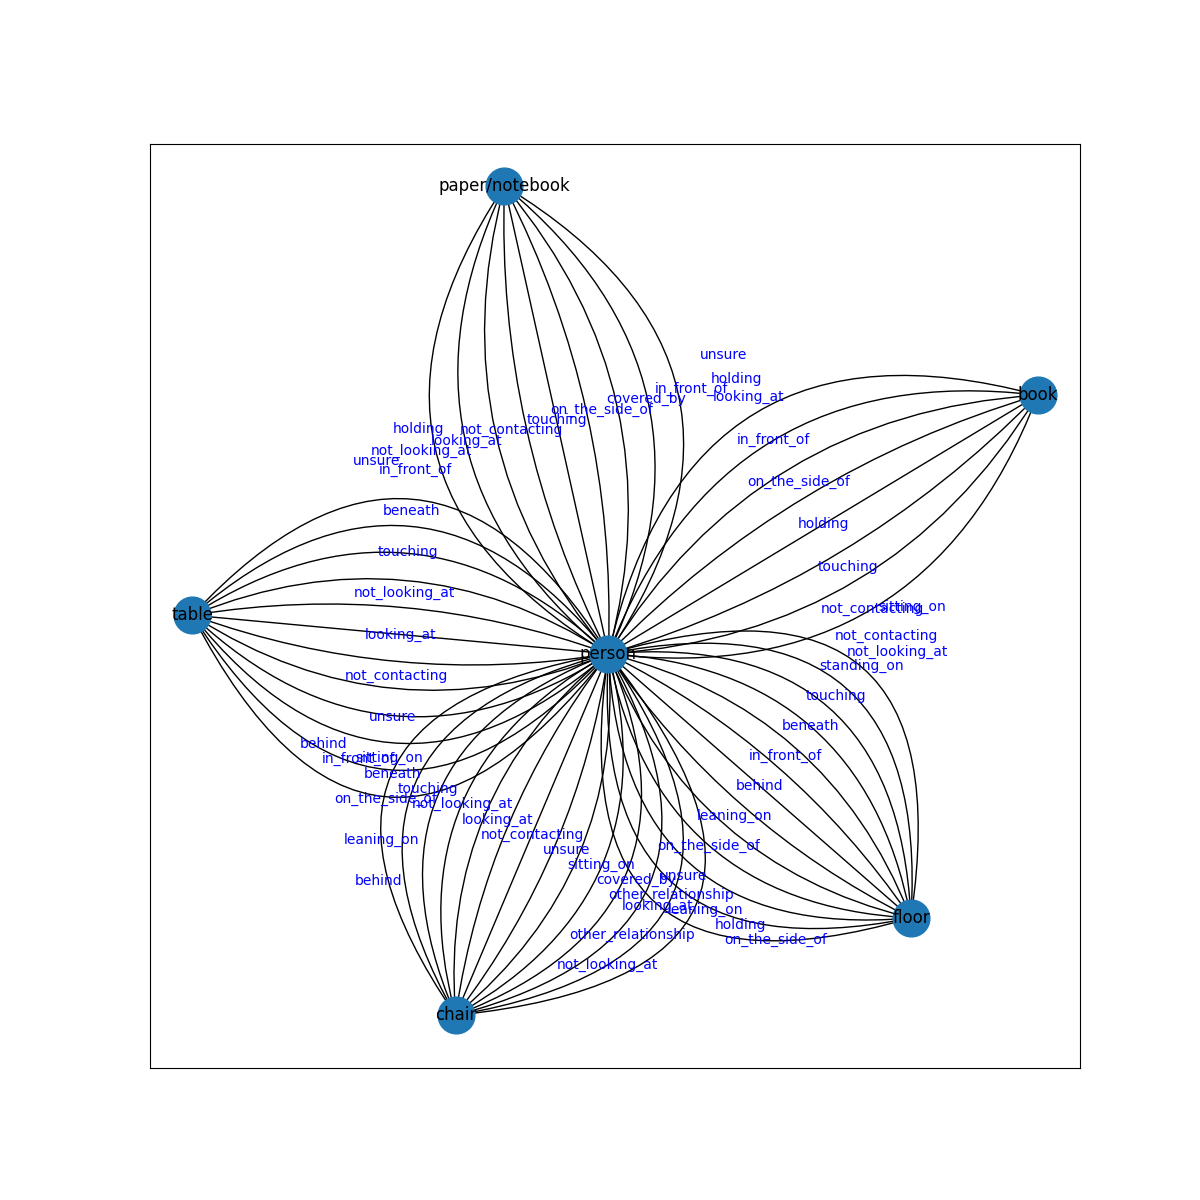 paper/notebook
unsure
holding
in_front_of
looking_at
book
covered_by
on_the_side_of
touching
holding
not_contacting
looking_at
in_front_of
not_looking_at
unsure
in_front_of
on_the_side_of
beneath
holding
touching
touching
not_looking_at
not_contacting
sitting_on
table
looking_at
not_contacting
person
not_looking_at
standing_on
not_contacting
touching
unsure
beneath
behind
in_front_of
in_front_of
sitting_on
beneath
behind
touching
on_the_side_of
not_looking_at
looking_at
leaning_on
not_contacting
leaning_on
unsure
on_the_side_of
sitting_on
behind
covered_by
unsure
other_relationship
looking_at
leaning_on
floor
holding
other_relationship
on_the_side_of
not_looking_at
chair